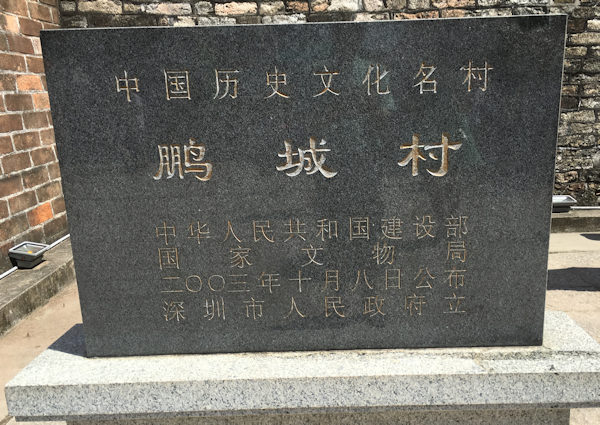 中国历史文化名村
鹏城村
中华人民共和国建设部
国家文物局
二〇〇三年十月八日公布
深圳市人民政府立